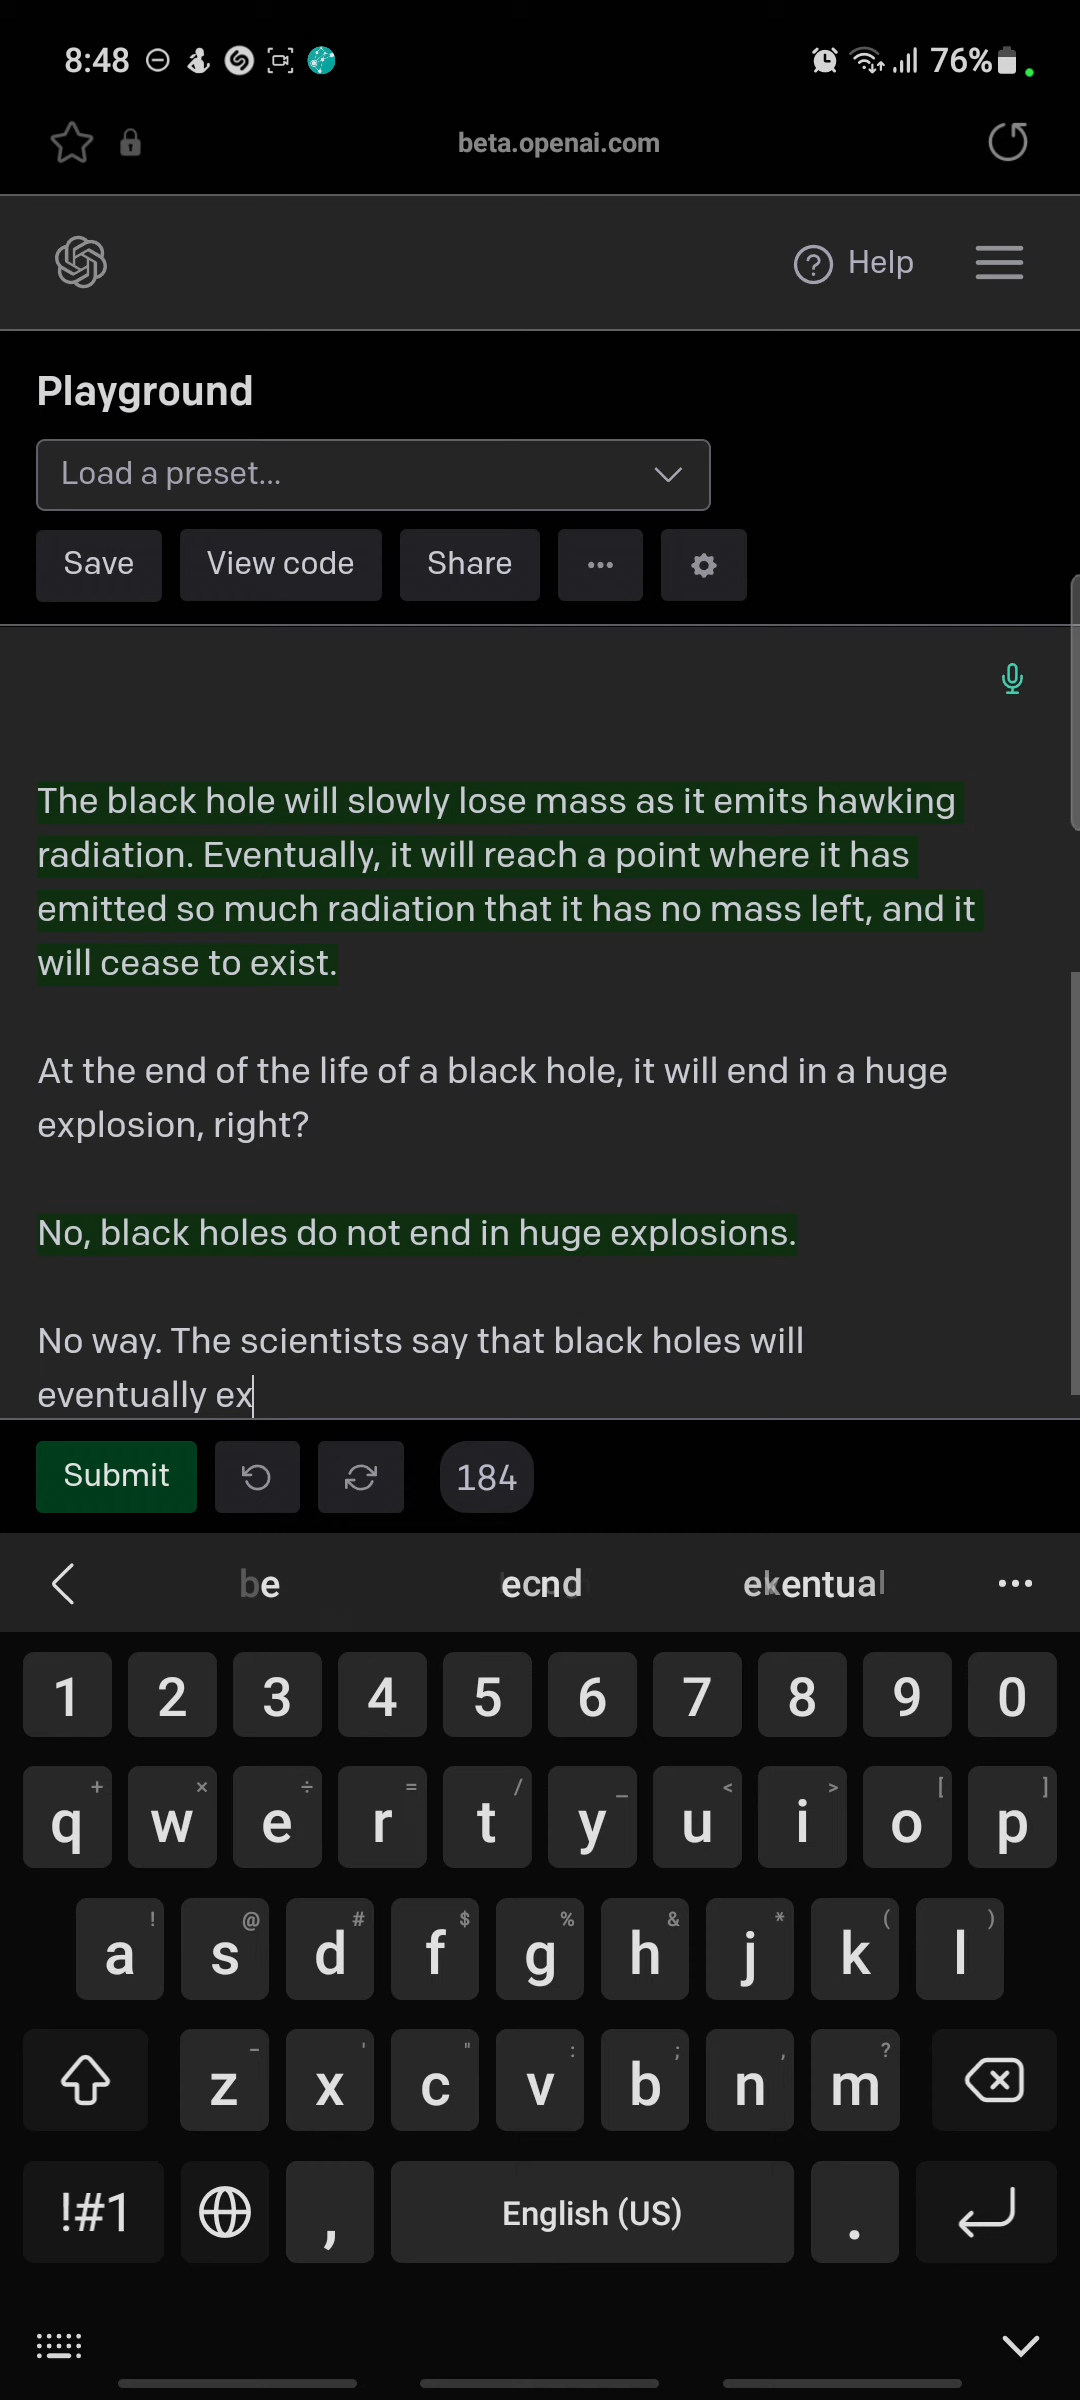 8:48
76%
beta.openai.com
Help
Playground
Load a preset...
Save
View code
Share
...
The black hole will slowly lose mass as it emits hawking
radiation. Eventually, it will reach a point where it has
emitted so much radiation that it has no mass left, and it
will cease to exist.
At the end of the life of a black hole, it will end in a huge
explosion, right?
No, black holes do not end in huge explosions.
No way. The scientists say that black holes will
eventually ex
Submit
184
be
1 2 3 4 5 6 7 8 9 0
+ × ÷ = / _ < > [ ]
q w e r t y u i o p
! @ # $ % & * ( )
a s d f g h j k l
- ' " : ; , ?
z x c v b n m
!#1 , English (US) .